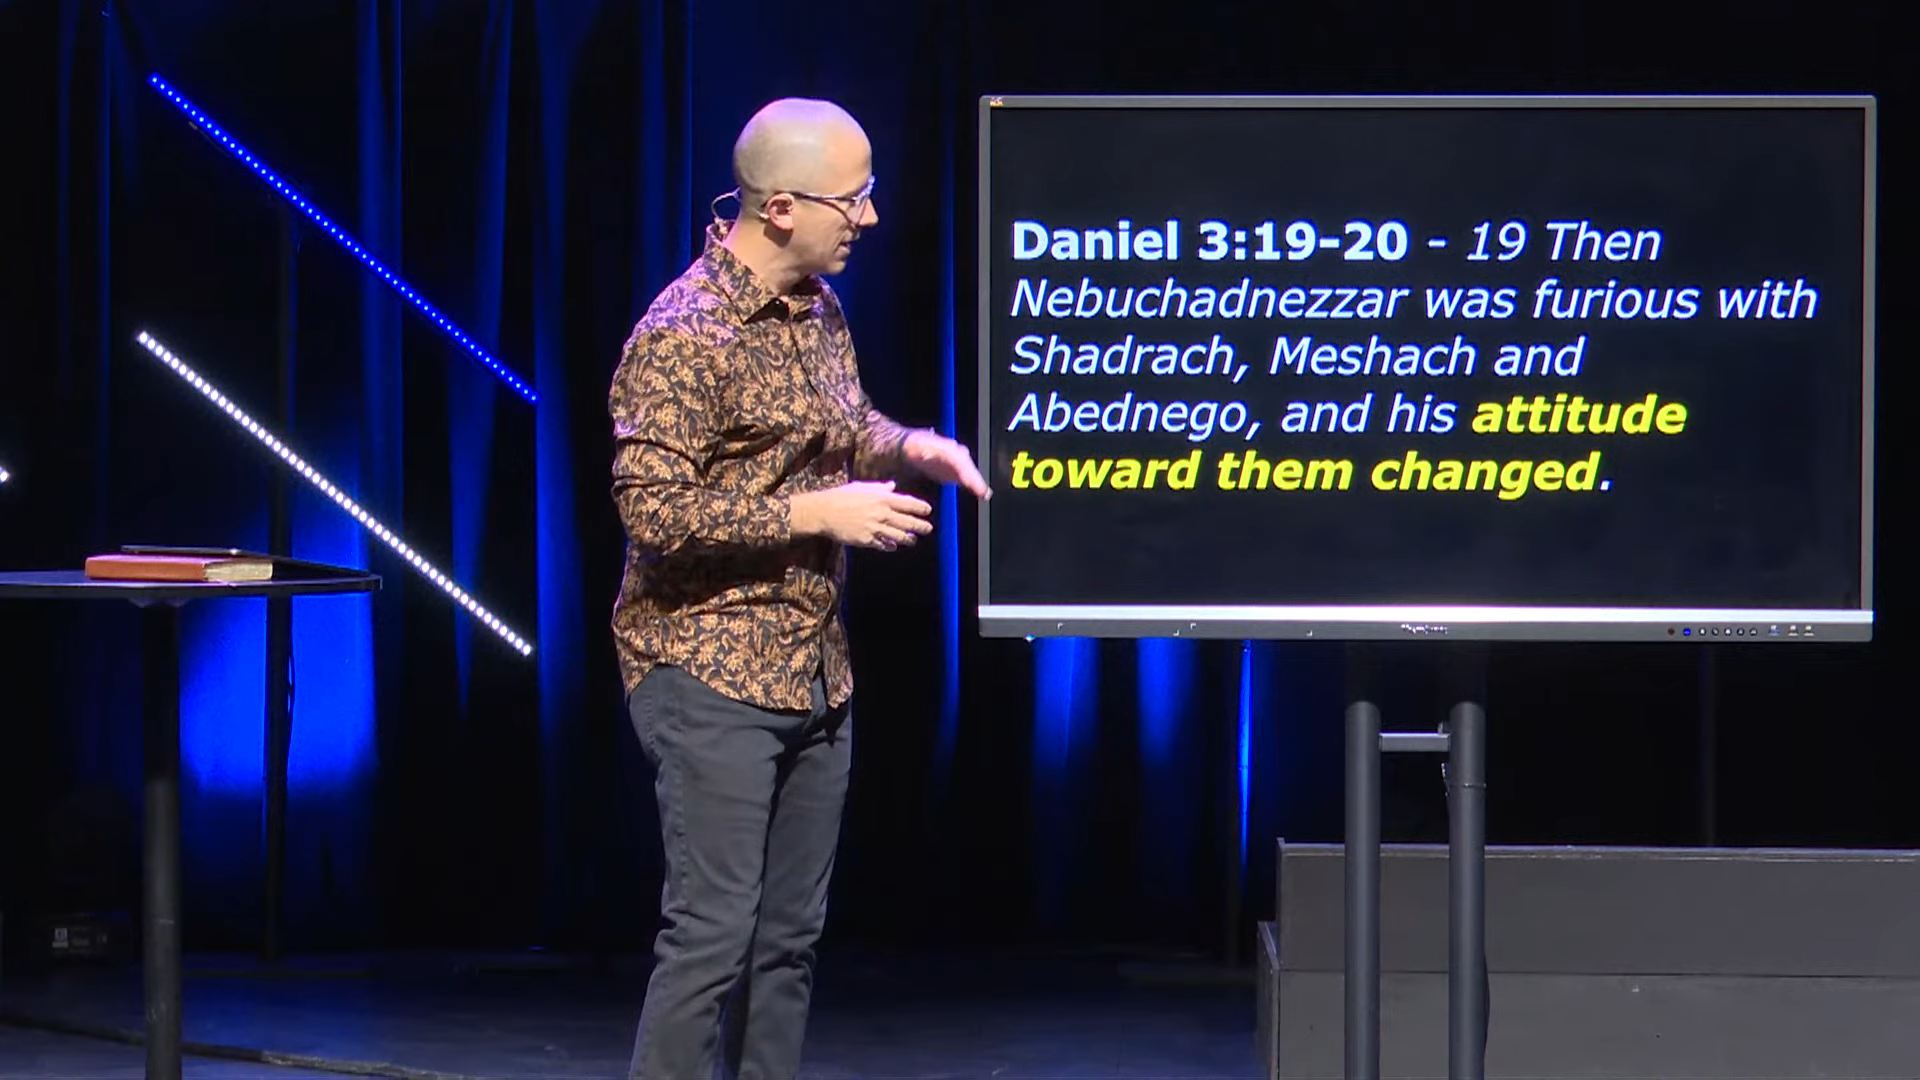 Daniel 3:19-20 - 19 Then
Nebuchadnezzar was furious with
Shadrach, Meshach and
Abednego, and his attitude
toward them changed.